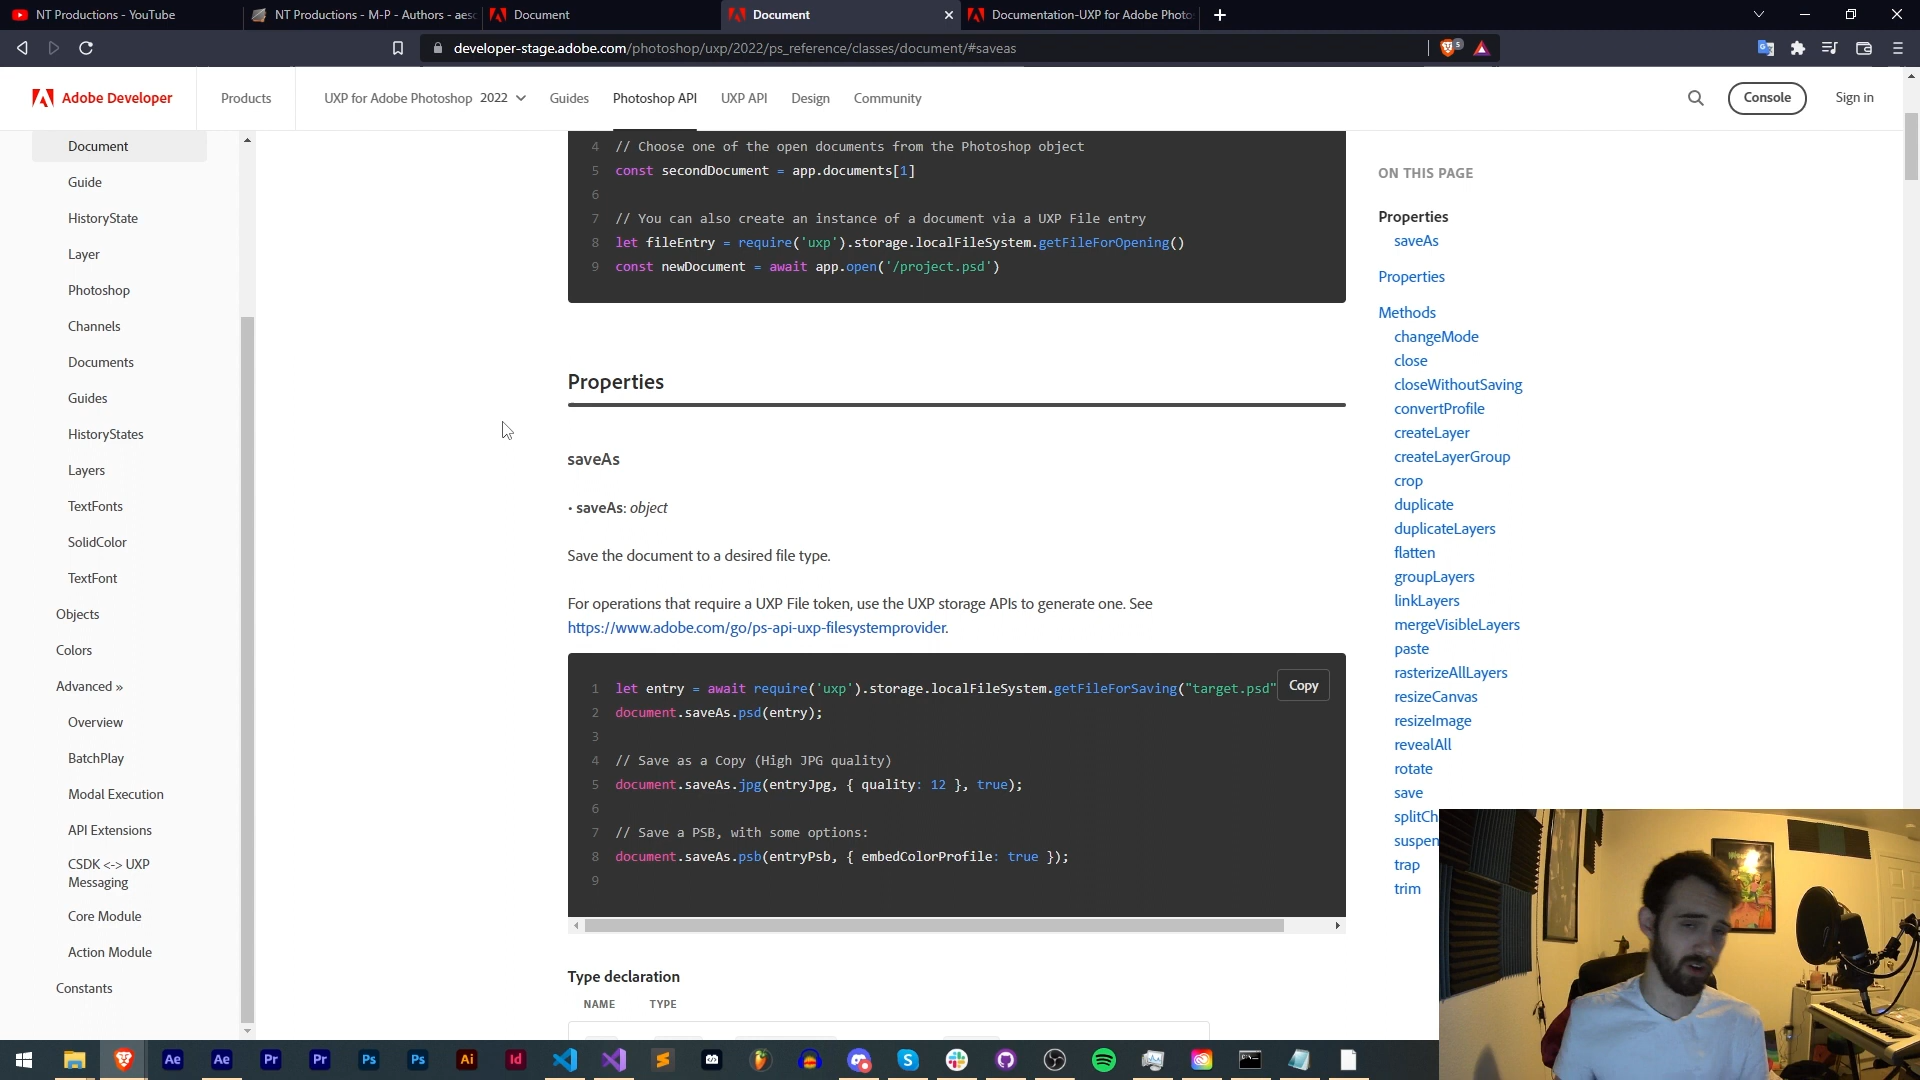 NT Productions - YouTube
NT Productions - M-P - Authors - aesc
Document
Document
Documentation-UXP for Adobe Photo
developer-stage.adobe.com/photoshop/uxp/2022/ps_reference/classes/document/#saveas
Adobe Developer
Products
UXP for Adobe Photoshop 2022
Guides
Photoshop API
UXP API
Design
Community
Console
Sign in
Document
Guide
HistoryState
Layer
Photoshop
Channels
Documents
Guides
HistoryStates
Layers
TextFonts
SolidColor
TextFont
Objects
Colors
Advanced »
Overview
BatchPlay
Modal Execution
API Extensions
CSDK <-> UXP
Messaging
Core Module
Action Module
Constants
4 // Choose one of the open documents from the Photoshop object
5 const secondDocument = app.documents[1]
6
7 // You can also create an instance of a document via a UXP File entry
8 let fileEntry = require('uxp').storage.localFileSystem.getFileForOpening()
9 const newDocument = await app.open('/project.psd')
Properties
saveAs
• saveAs: object
Save the document to a desired file type.
For operations that require a UXP File token, use the UXP storage APIs to generate one. See
https://www.adobe.com/go/ps-api-uxp-filesystemprovider.
Copy
1 let entry = await require('uxp').storage.localFileSystem.getFileForSaving("target.psd"
2 document.saveAs.psd(entry);
3
4 // Save as a Copy (High JPG quality)
5 document.saveAs.jpg(entryJpg, { quality: 12 }, true);
6
7 // Save a PSB, with some options:
8 document.saveAs.psb(entryPsb, { embedColorProfile: true });
9
Type declaration
NAME TYPE
ON THIS PAGE
Properties
saveAs
Properties
Methods
changeMode
close
closeWithoutSaving
convertProfile
createLayer
createLayerGroup
crop
duplicate
duplicateLayers
flatten
groupLayers
linkLayers
mergeVisibleLayers
paste
rasterizeAllLayers
resizeCanvas
resizeImage
revealAll
rotate
save
splitCh
suspen
trap
trim
Ae
Ae
Pr
Pr
Ps
Ps
Ai
Id